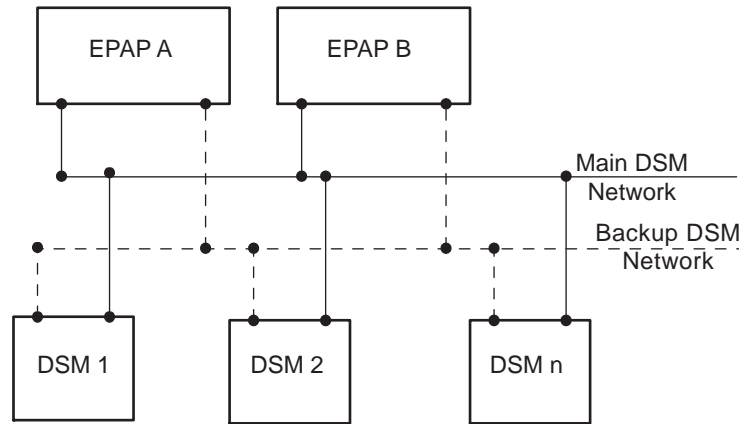 EPAP A
EPAP B
Main DSM
Network
Backup DSM
Network
DSM 1
DSM 2
DSM n